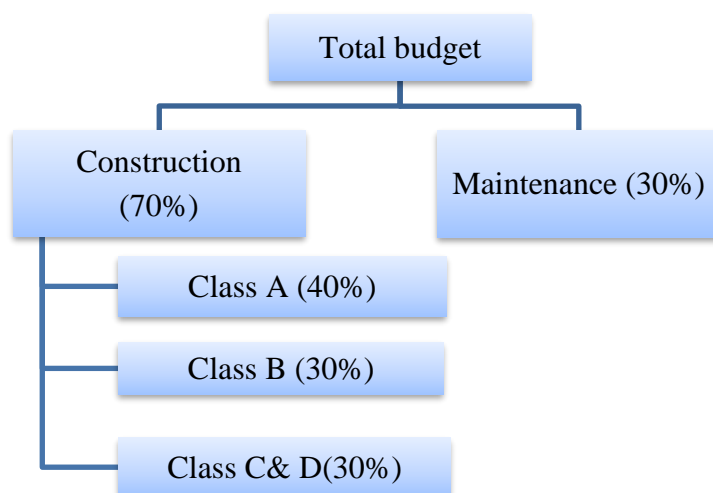 Total budget
Construction
(70%)
Maintenance (30%)
Class A (40%)
Class B (30%)
Class C& D(30%)